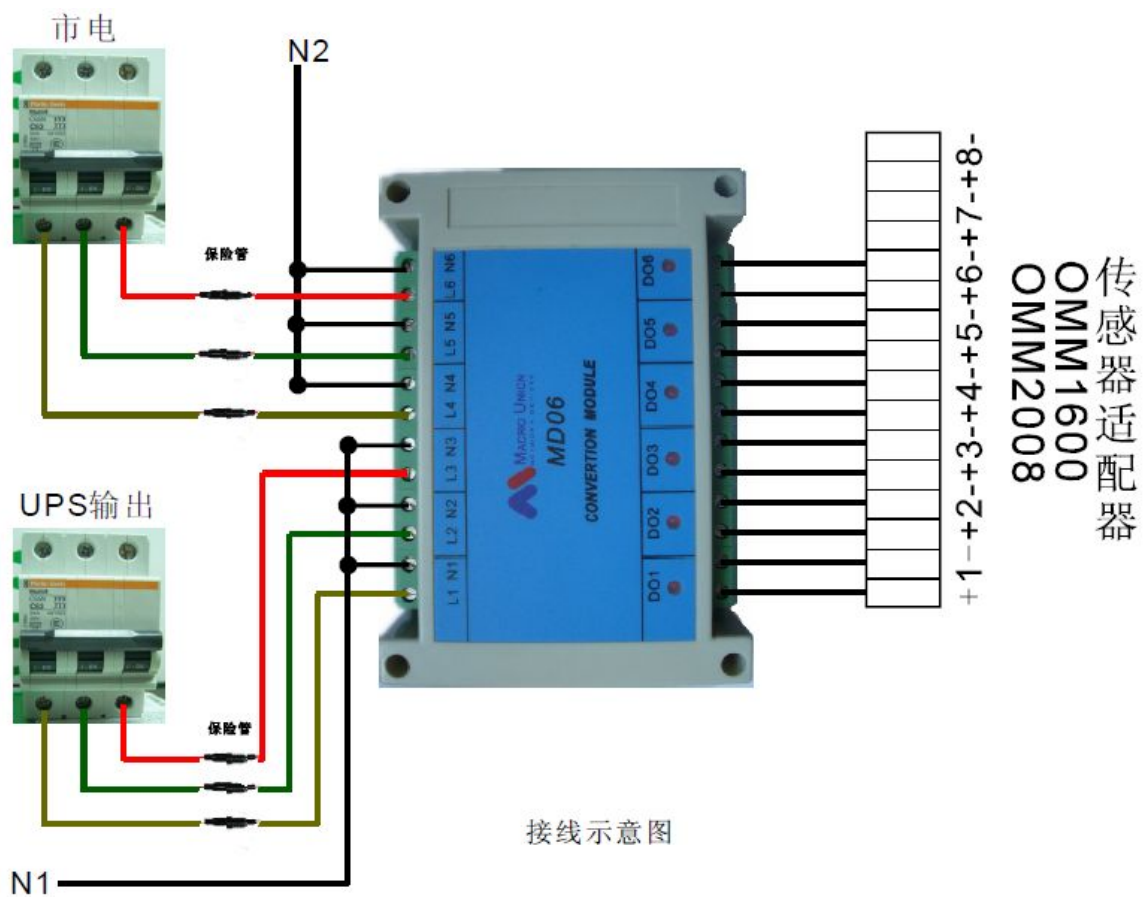 市电
N2
保险管
L6 N6
L5 N5
L4 N4
L3 N3
L2 N2
L1 N1
MACRO UNION
MD06
CONVERTION MODULE
DO6
DO5
DO4
DO3
DO2
DO1
+1-+2-+3-+4-+5-+6-+7-+8-
传感器适配器
OMM1600
OMM2008
UPS输出
保险管
N1
接线示意图